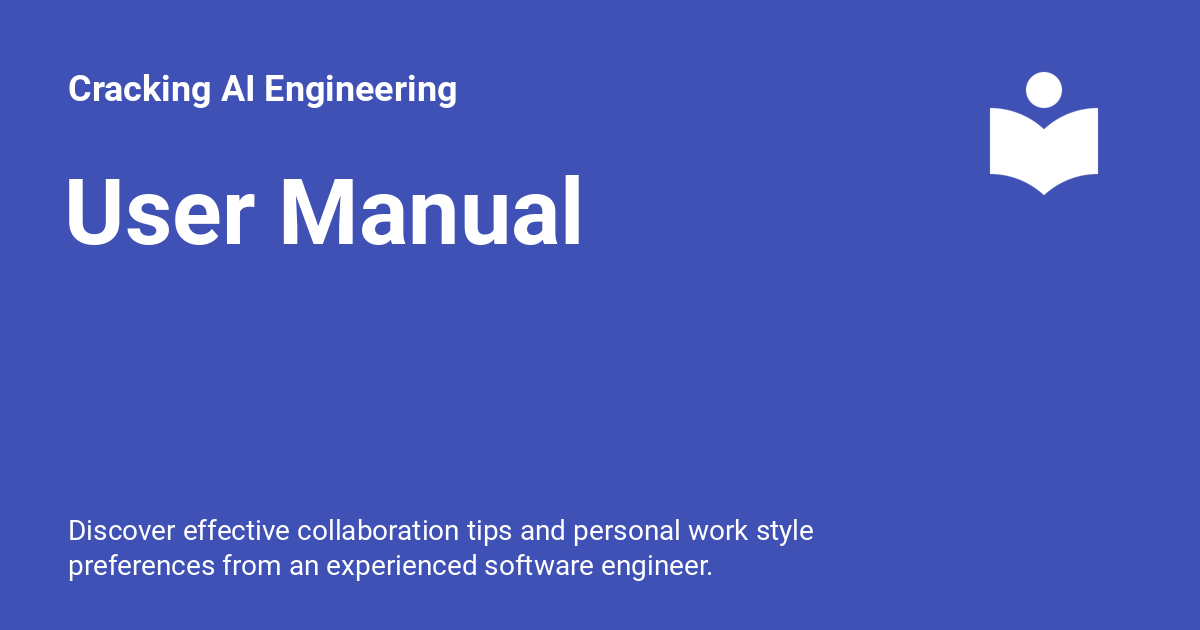 Cracking AI Engineering
User Manual
Discover effective collaboration tips and personal work style
preferences from an experienced software engineer.